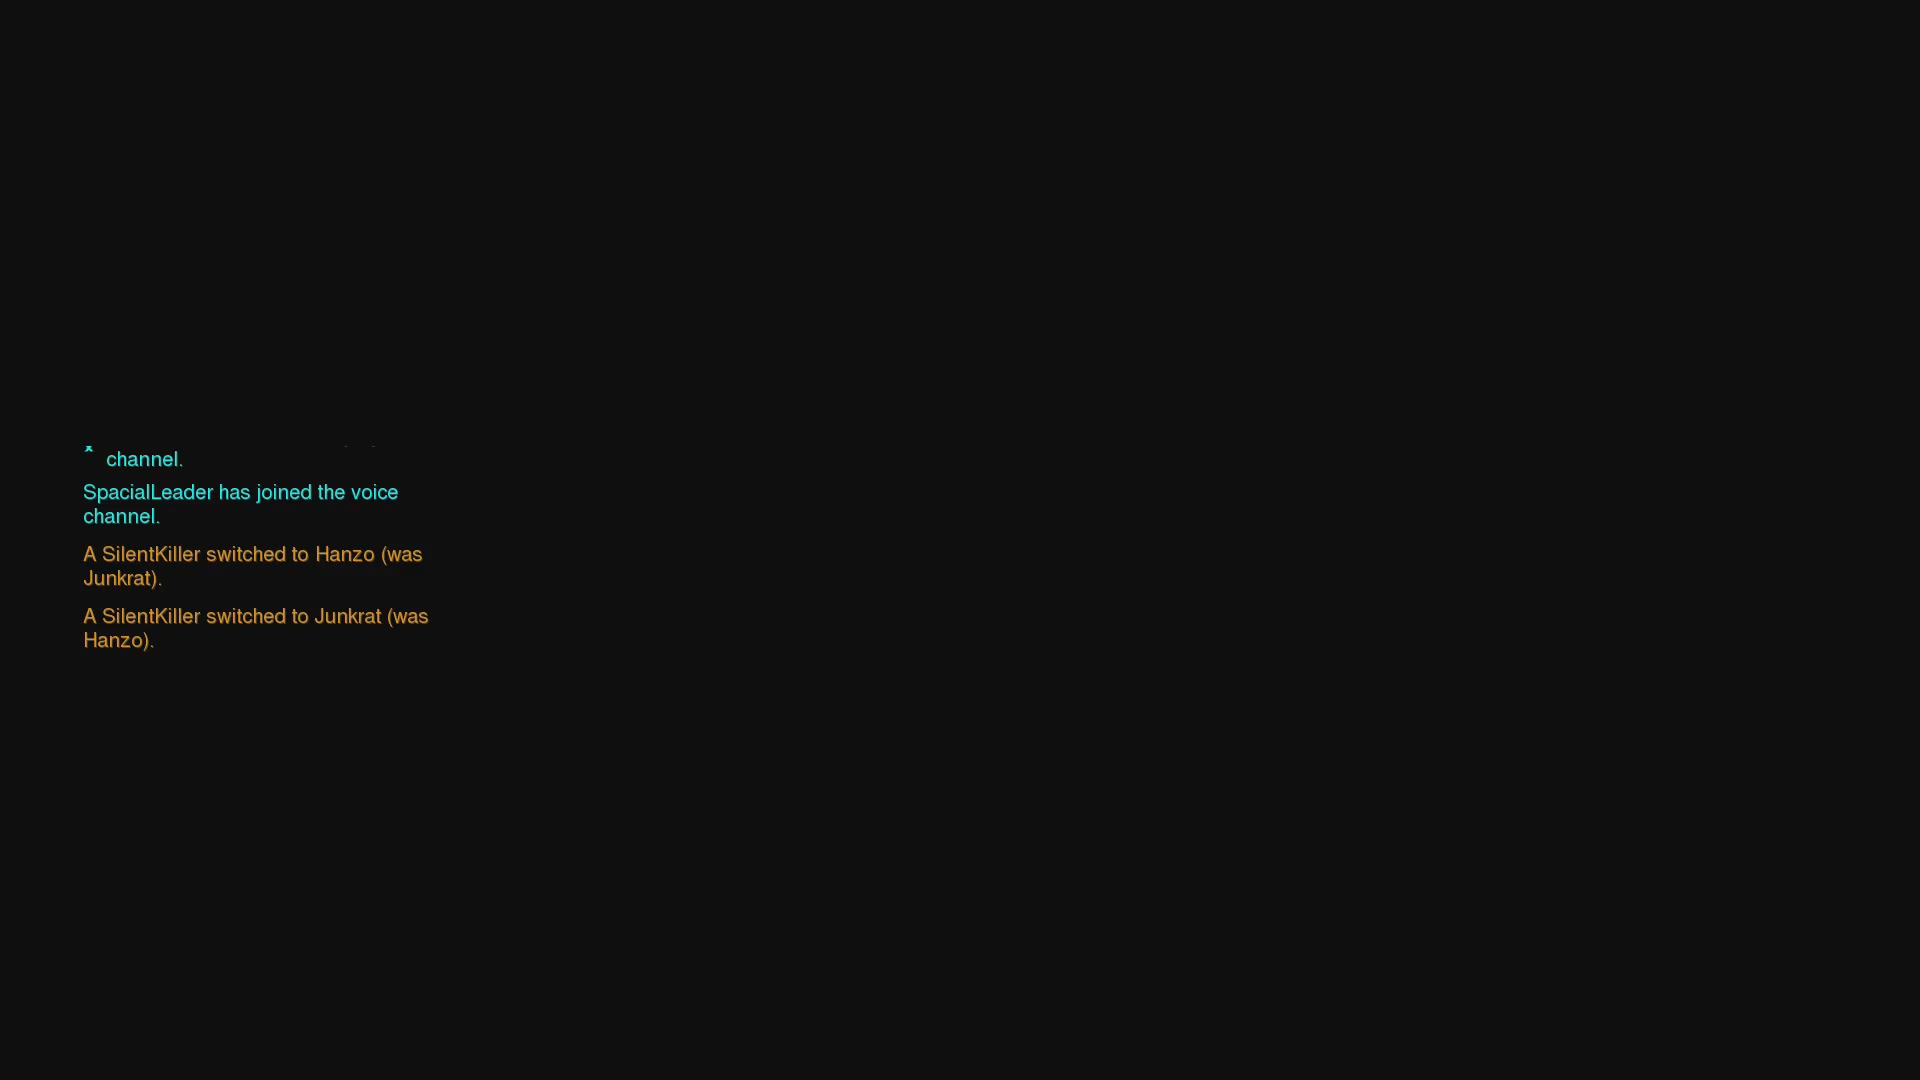 channel.
SpacialLeader has joined the voice
channel.
A SilentKiller switched to Hanzo (was
Junkrat).
A SilentKiller switched to Junkrat (was
Hanzo).